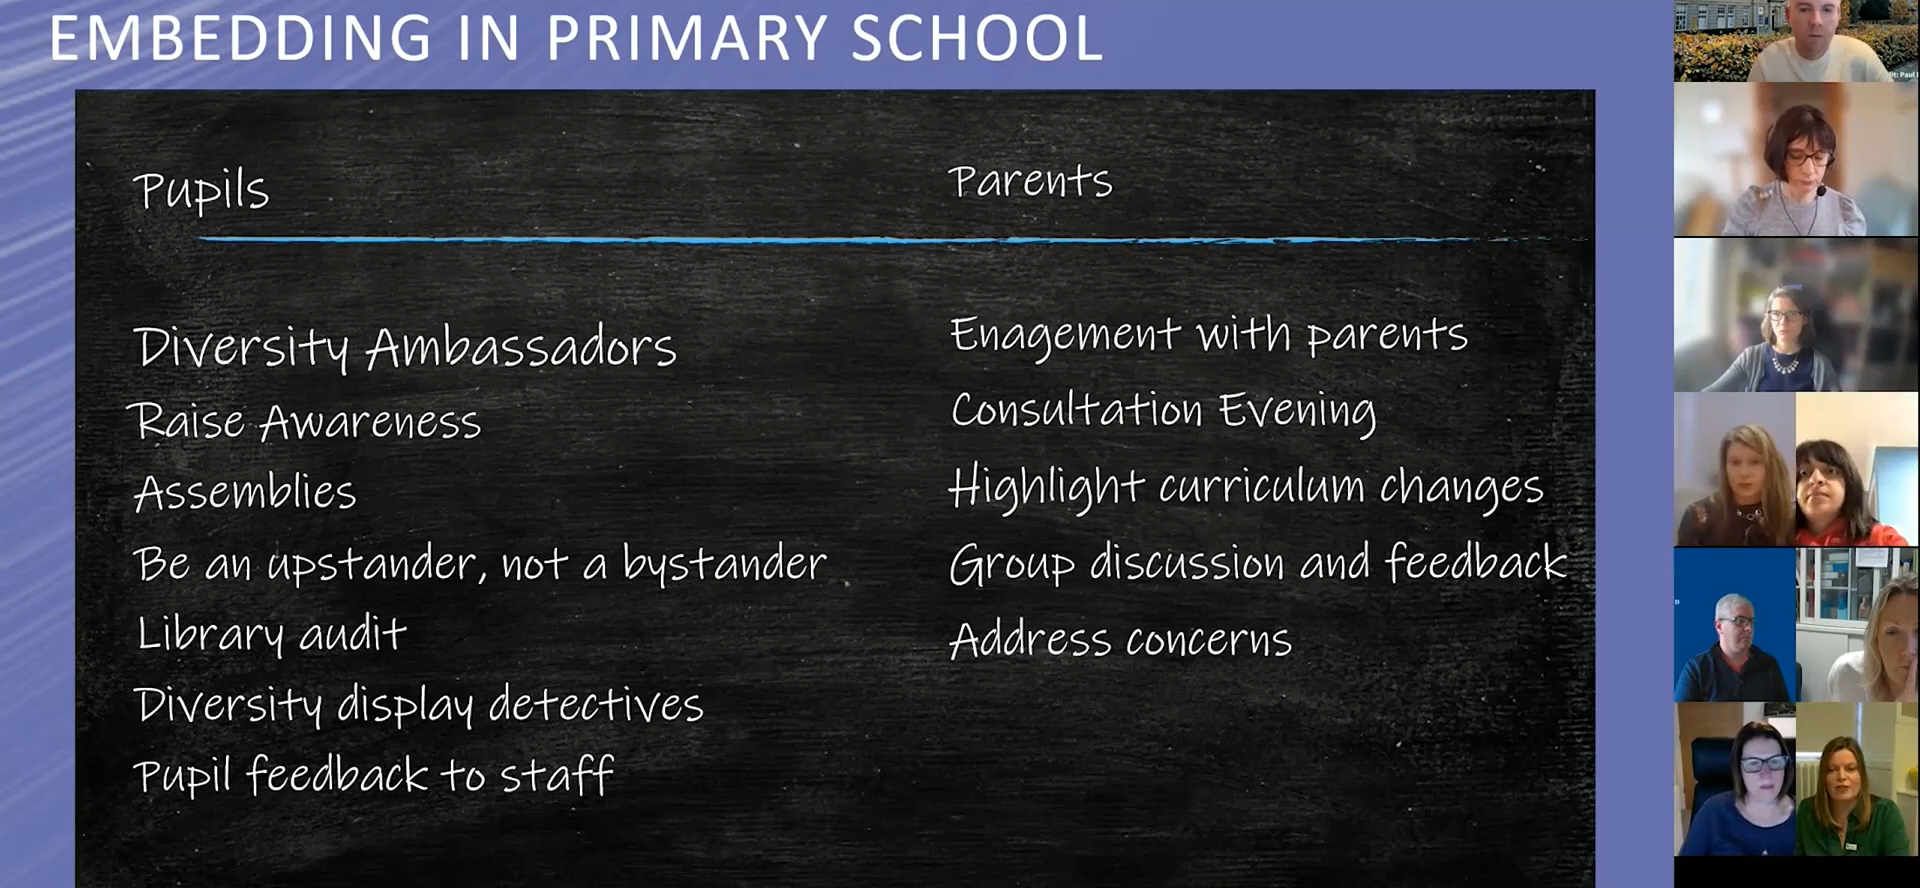 EMBEDDING IN PRIMARY SCHOOL
Pupils
Diversity Ambassadors
Raise Awareness
Assemblies
Be an upstander, not a bystander
Library audit
Diversity display detectives
Pupil feedback to staff
Parents
Enagement with parents
Consultation Evening
Highlight curriculum changes
Group discussion and feedback
Address concerns